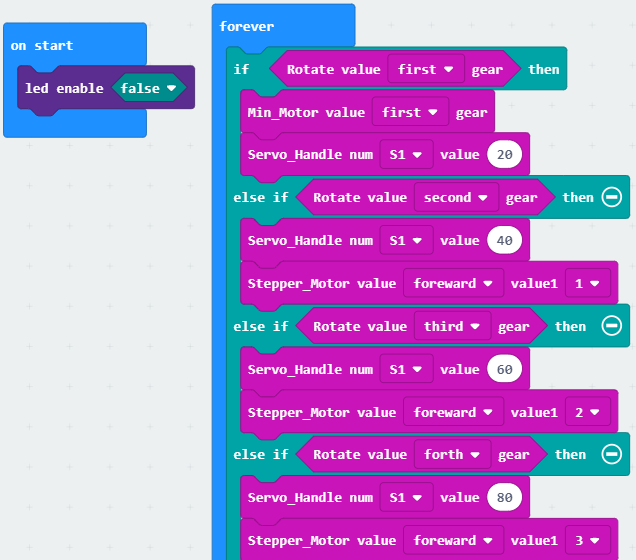 on start
led enable false
forever
if Rotate value first gear then
Min_Motor value first gear
Servo_Handle num S1 value 20
else if Rotate value second gear then
Servo_Handle num S1 value 40
Stepper_Motor value foreward value1 1
else if Rotate value third gear then
Servo_Handle num S1 value 60
Stepper_Motor value foreward value1 2
else if Rotate value forth gear then
Servo_Handle num S1 value 80
Stepper_Motor value foreward value1 3